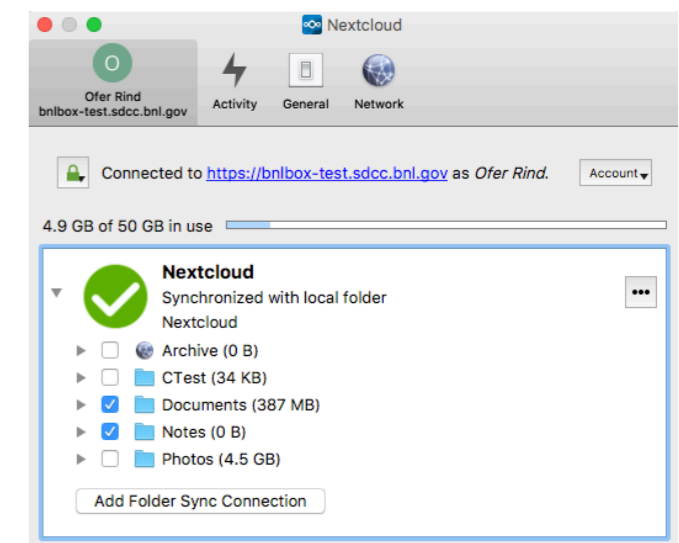 Nextcloud
O
Ofer Rind
bnlbox-test.sdcc.bnl.gov
Activity
General
Network
Connected to https://bnlbox-test.sdcc.bnl.gov as Ofer Rind.
Account
4.9 GB of 50 GB in use
Nextcloud
Synchronized with local folder
Nextcloud
Archive (0 B)
CTest (34 KB)
Documents (387 MB)
Notes (0 B)
Photos (4.5 GB)
Add Folder Sync Connection